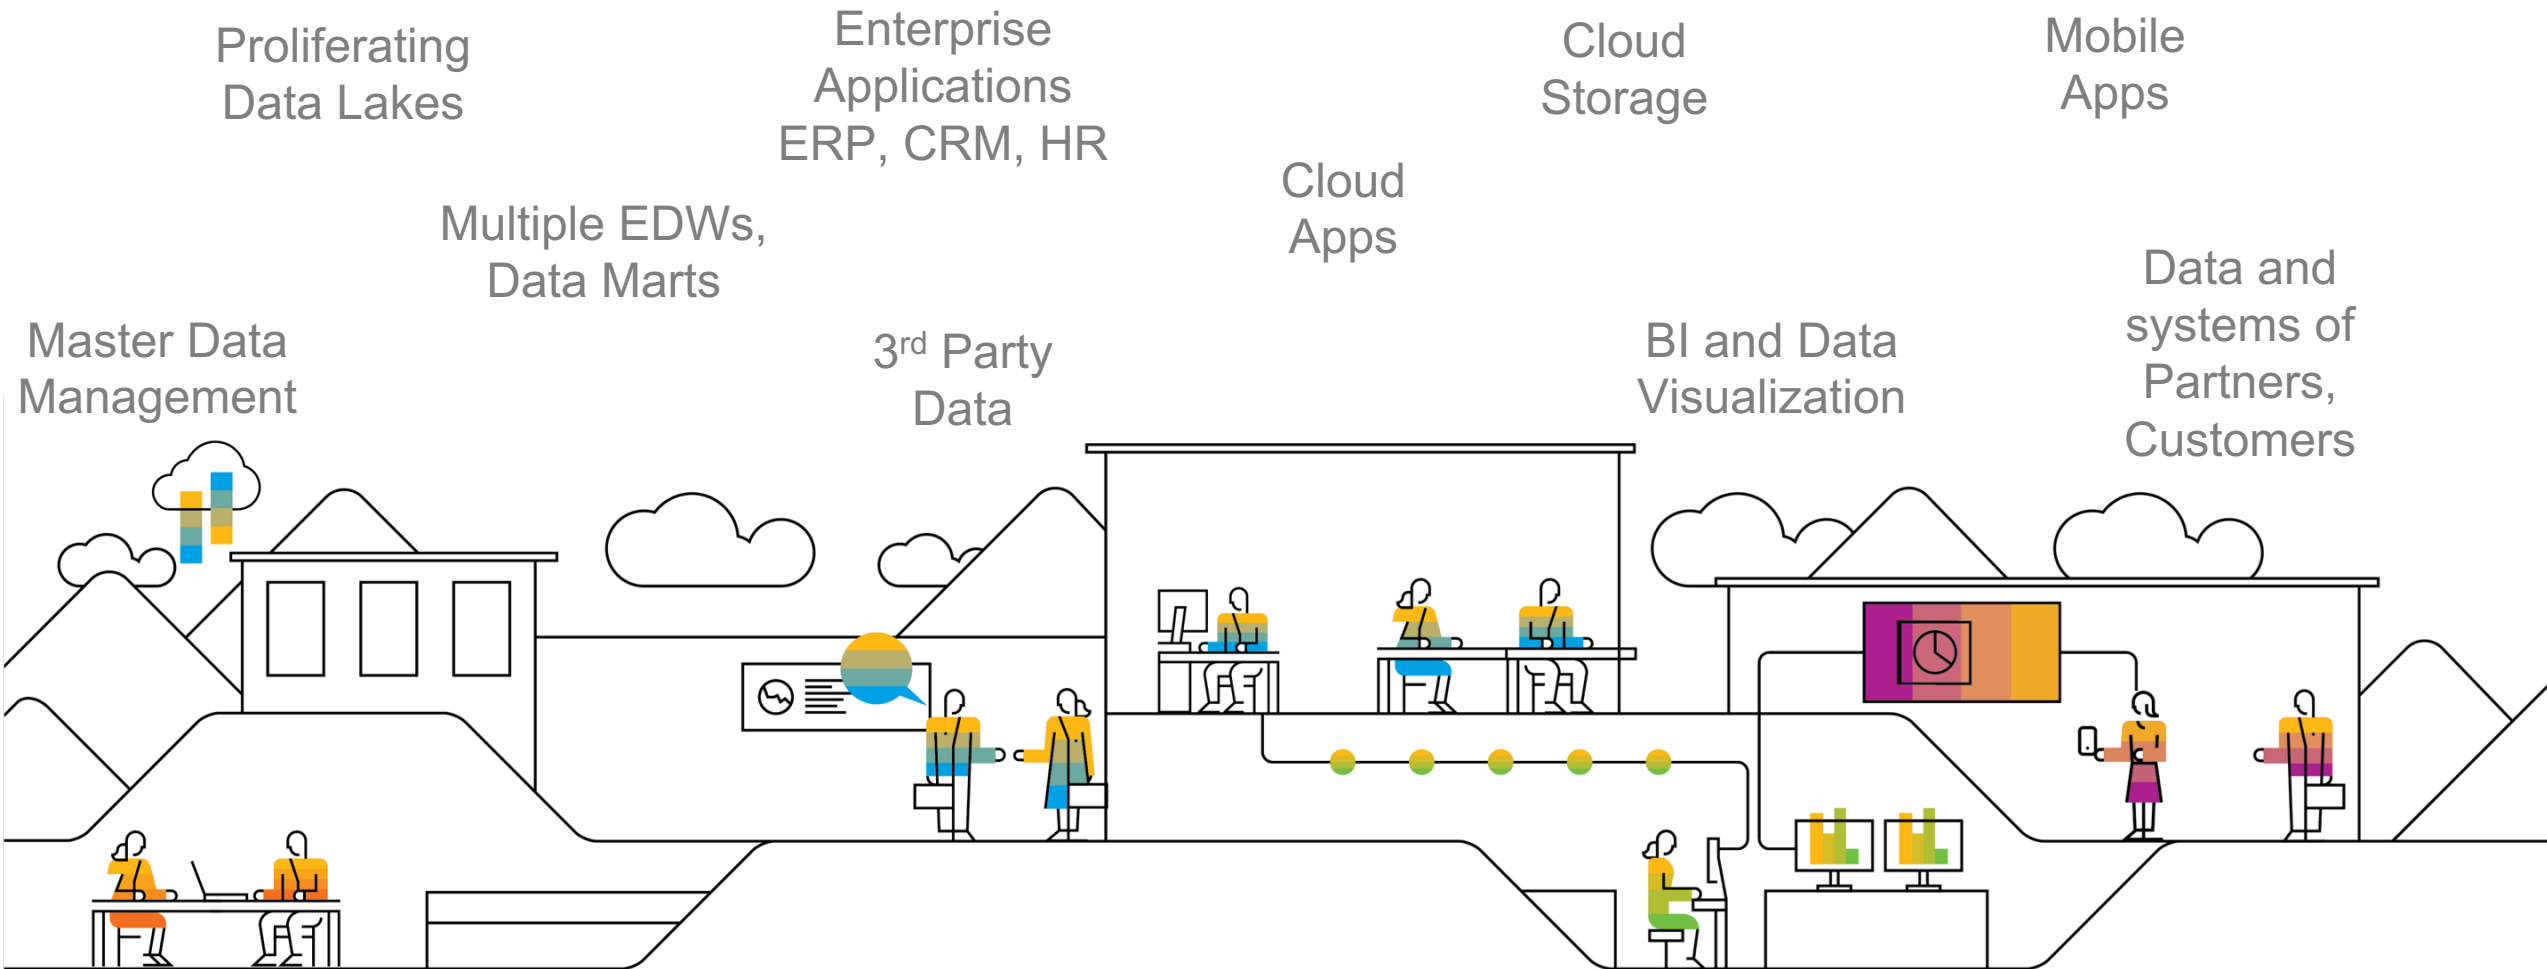 Proliferating
Data Lakes
Enterprise
Applications
ERP, CRM, HR
Cloud
Storage
Mobile
Apps
Multiple EDWs,
Data Marts
Cloud
Apps
Master Data
Management
3rd Party
Data
BI and Data
Visualization
Data and
systems of
Partners,
Customers